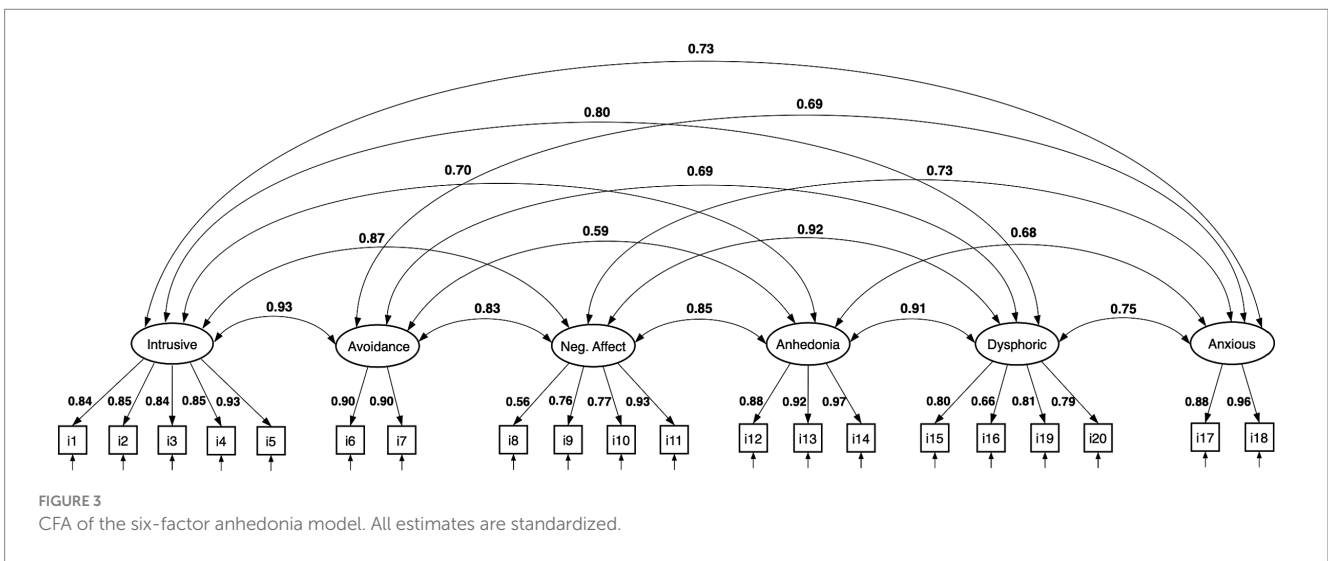 0.73
0.80 0.69
0.70 0.69 0.73
0.87 0.59 0.92 0.68
0.93 0.83 0.85 0.91 0.75
Intrusive Avoidance Neg. Affect Anhedonia Dysphoric Anxious
0.84 0.85 0.84 0.85 0.93 0.90 0.90 0.56 0.76 0.77 0.93 0.88 0.92 0.97 0.80 0.66 0.81 0.79 0.88 0.96
i1 i2 i3 i4 i5 i6 i7 i8 i9 i10 i11 i12 i13 i14 i15 i16 i19 i20 i17 i18
FIGURE 3
CFA of the six-factor anhedonia model. All estimates are standardized.